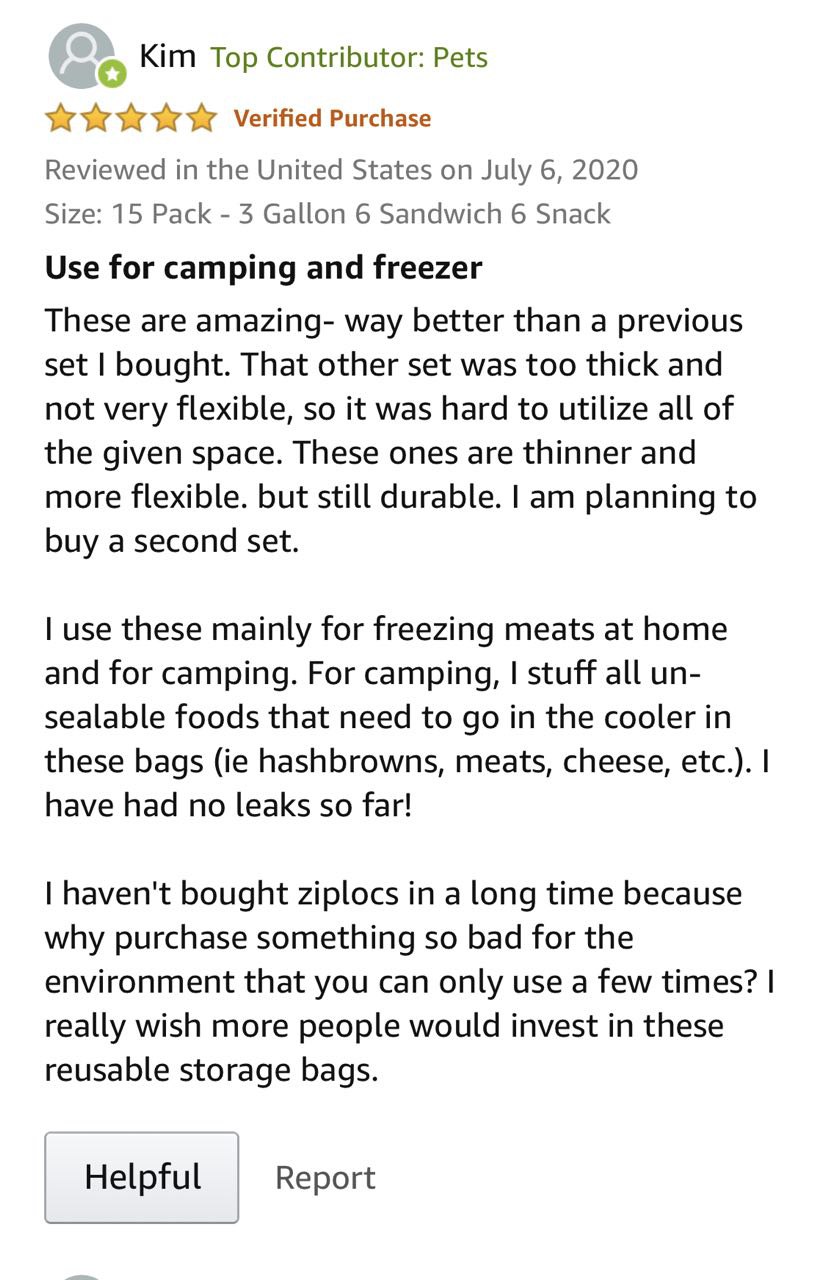 Kim Top Contributor: Pets
Verified Purchase
Reviewed in the United States on July 6, 2020
Size: 15 Pack - 3 Gallon 6 Sandwich 6 Snack
Use for camping and freezer
These are amazing- way better than a previous
set I bought. That other set was too thick and
not very flexible, so it was hard to utilize all of
the given space. These ones are thinner and
more flexible. but still durable. I am planning to
buy a second set.
I use these mainly for freezing meats at home
and for camping. For camping, I stuff all un-
sealable foods that need to go in the cooler in
these bags (ie hashbrowns, meats, cheese, etc.). I
have had no leaks so far!
I haven't bought ziplocs in a long time because
why purchase something so bad for the
environment that you can only use a few times? I
really wish more people would invest in these
reusable storage bags.
Helpful Report